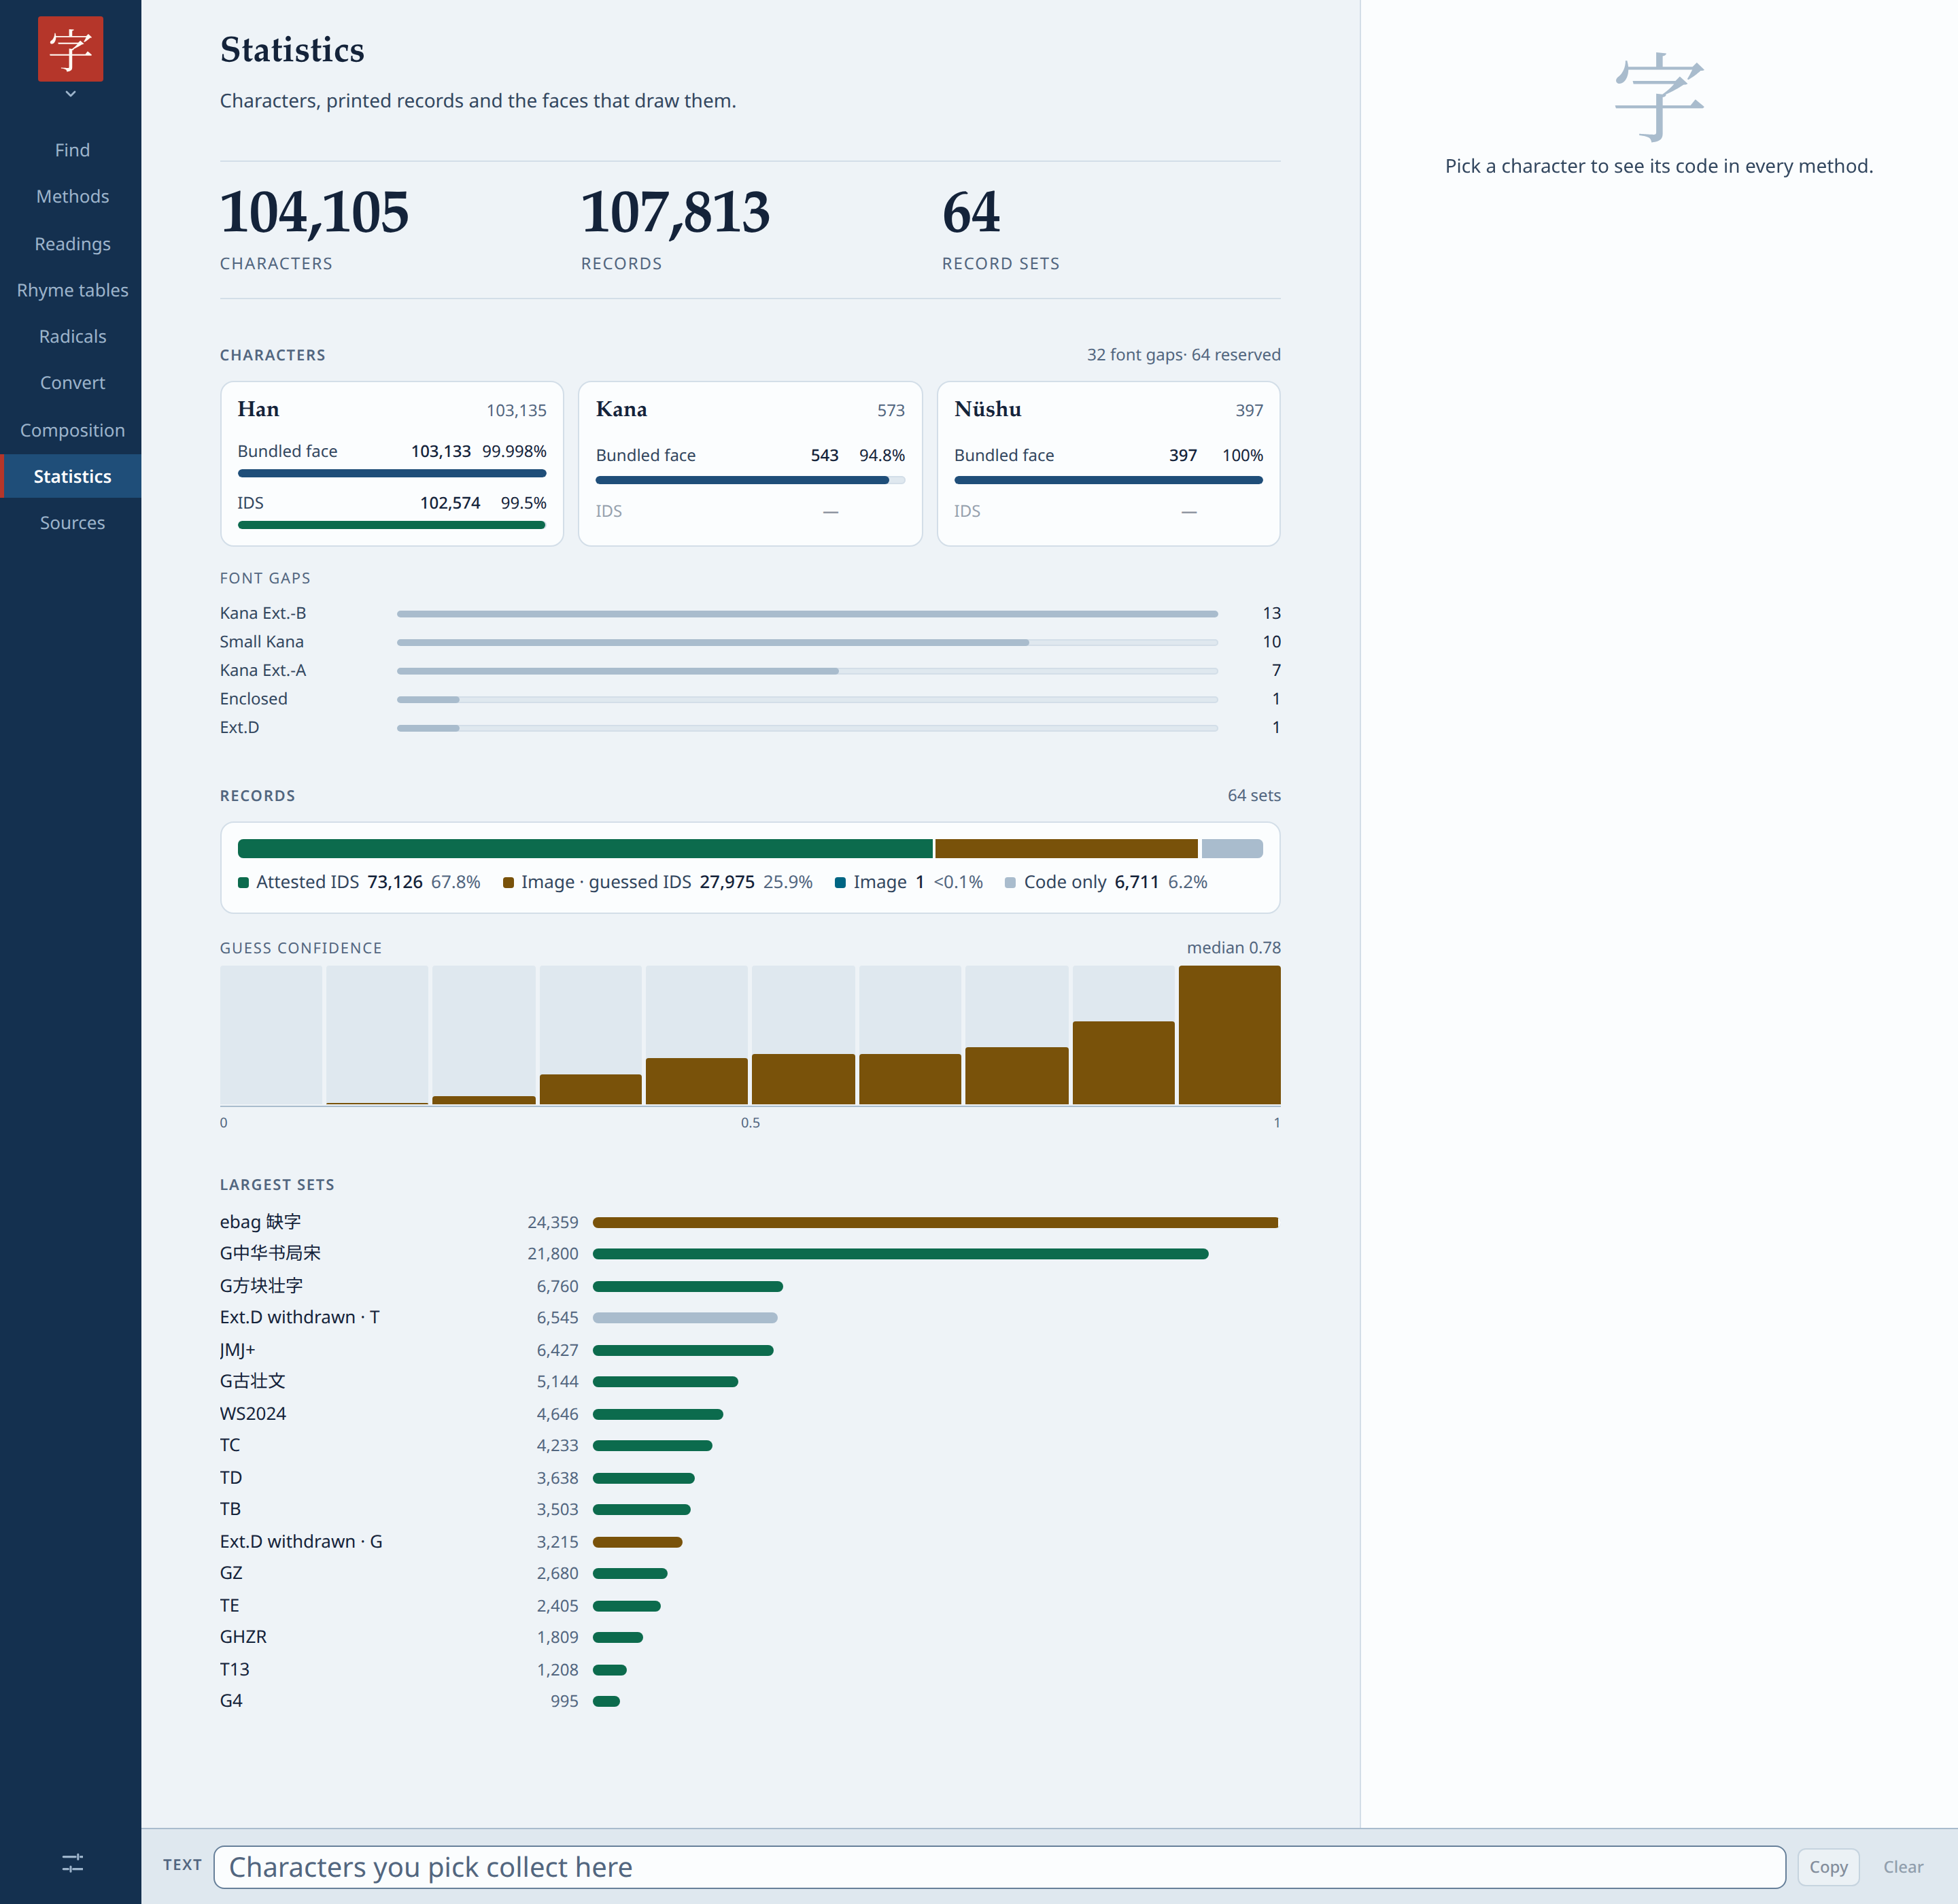 字
Find
Methods
Readings
Rhyme tables
Radicals
Convert
Composition
Statistics
Sources
Statistics
Characters, printed records and the faces that draw them.
104,105 107,813 64
CHARACTERS RECORDS RECORD SETS
CHARACTERS 32 font gaps· 64 reserved
Han 103,135
Bundled face 103,133 99.998%
IDS 102,574 99.5%
Kana 573
Bundled face 543 94.8%
IDS —
Nüshu 397
Bundled face 397 100%
IDS —
FONT GAPS
Kana Ext.-B 13
Small Kana 10
Kana Ext.-A 7
Enclosed 1
Ext.D 1
RECORDS 64 sets
Attested IDS 73,126 67.8% Image · guessed IDS 27,975 25.9% Image 1 <0.1% Code only 6,711 6.2%
GUESS CONFIDENCE median 0.78
0 0.5 1
LARGEST SETS
ebag 缺字 24,359
G中华书局宋 21,800
G方块壮字 6,760
Ext.D withdrawn · T 6,545
JMJ+ 6,427
G古壮文 5,144
WS2024 4,646
TC 4,233
TD 3,638
TB 3,503
Ext.D withdrawn · G 3,215
GZ 2,680
TE 2,405
GHZR 1,809
T13 1,208
G4 995
字
Pick a character to see its code in every method.
TEXT Characters you pick collect here Copy Clear